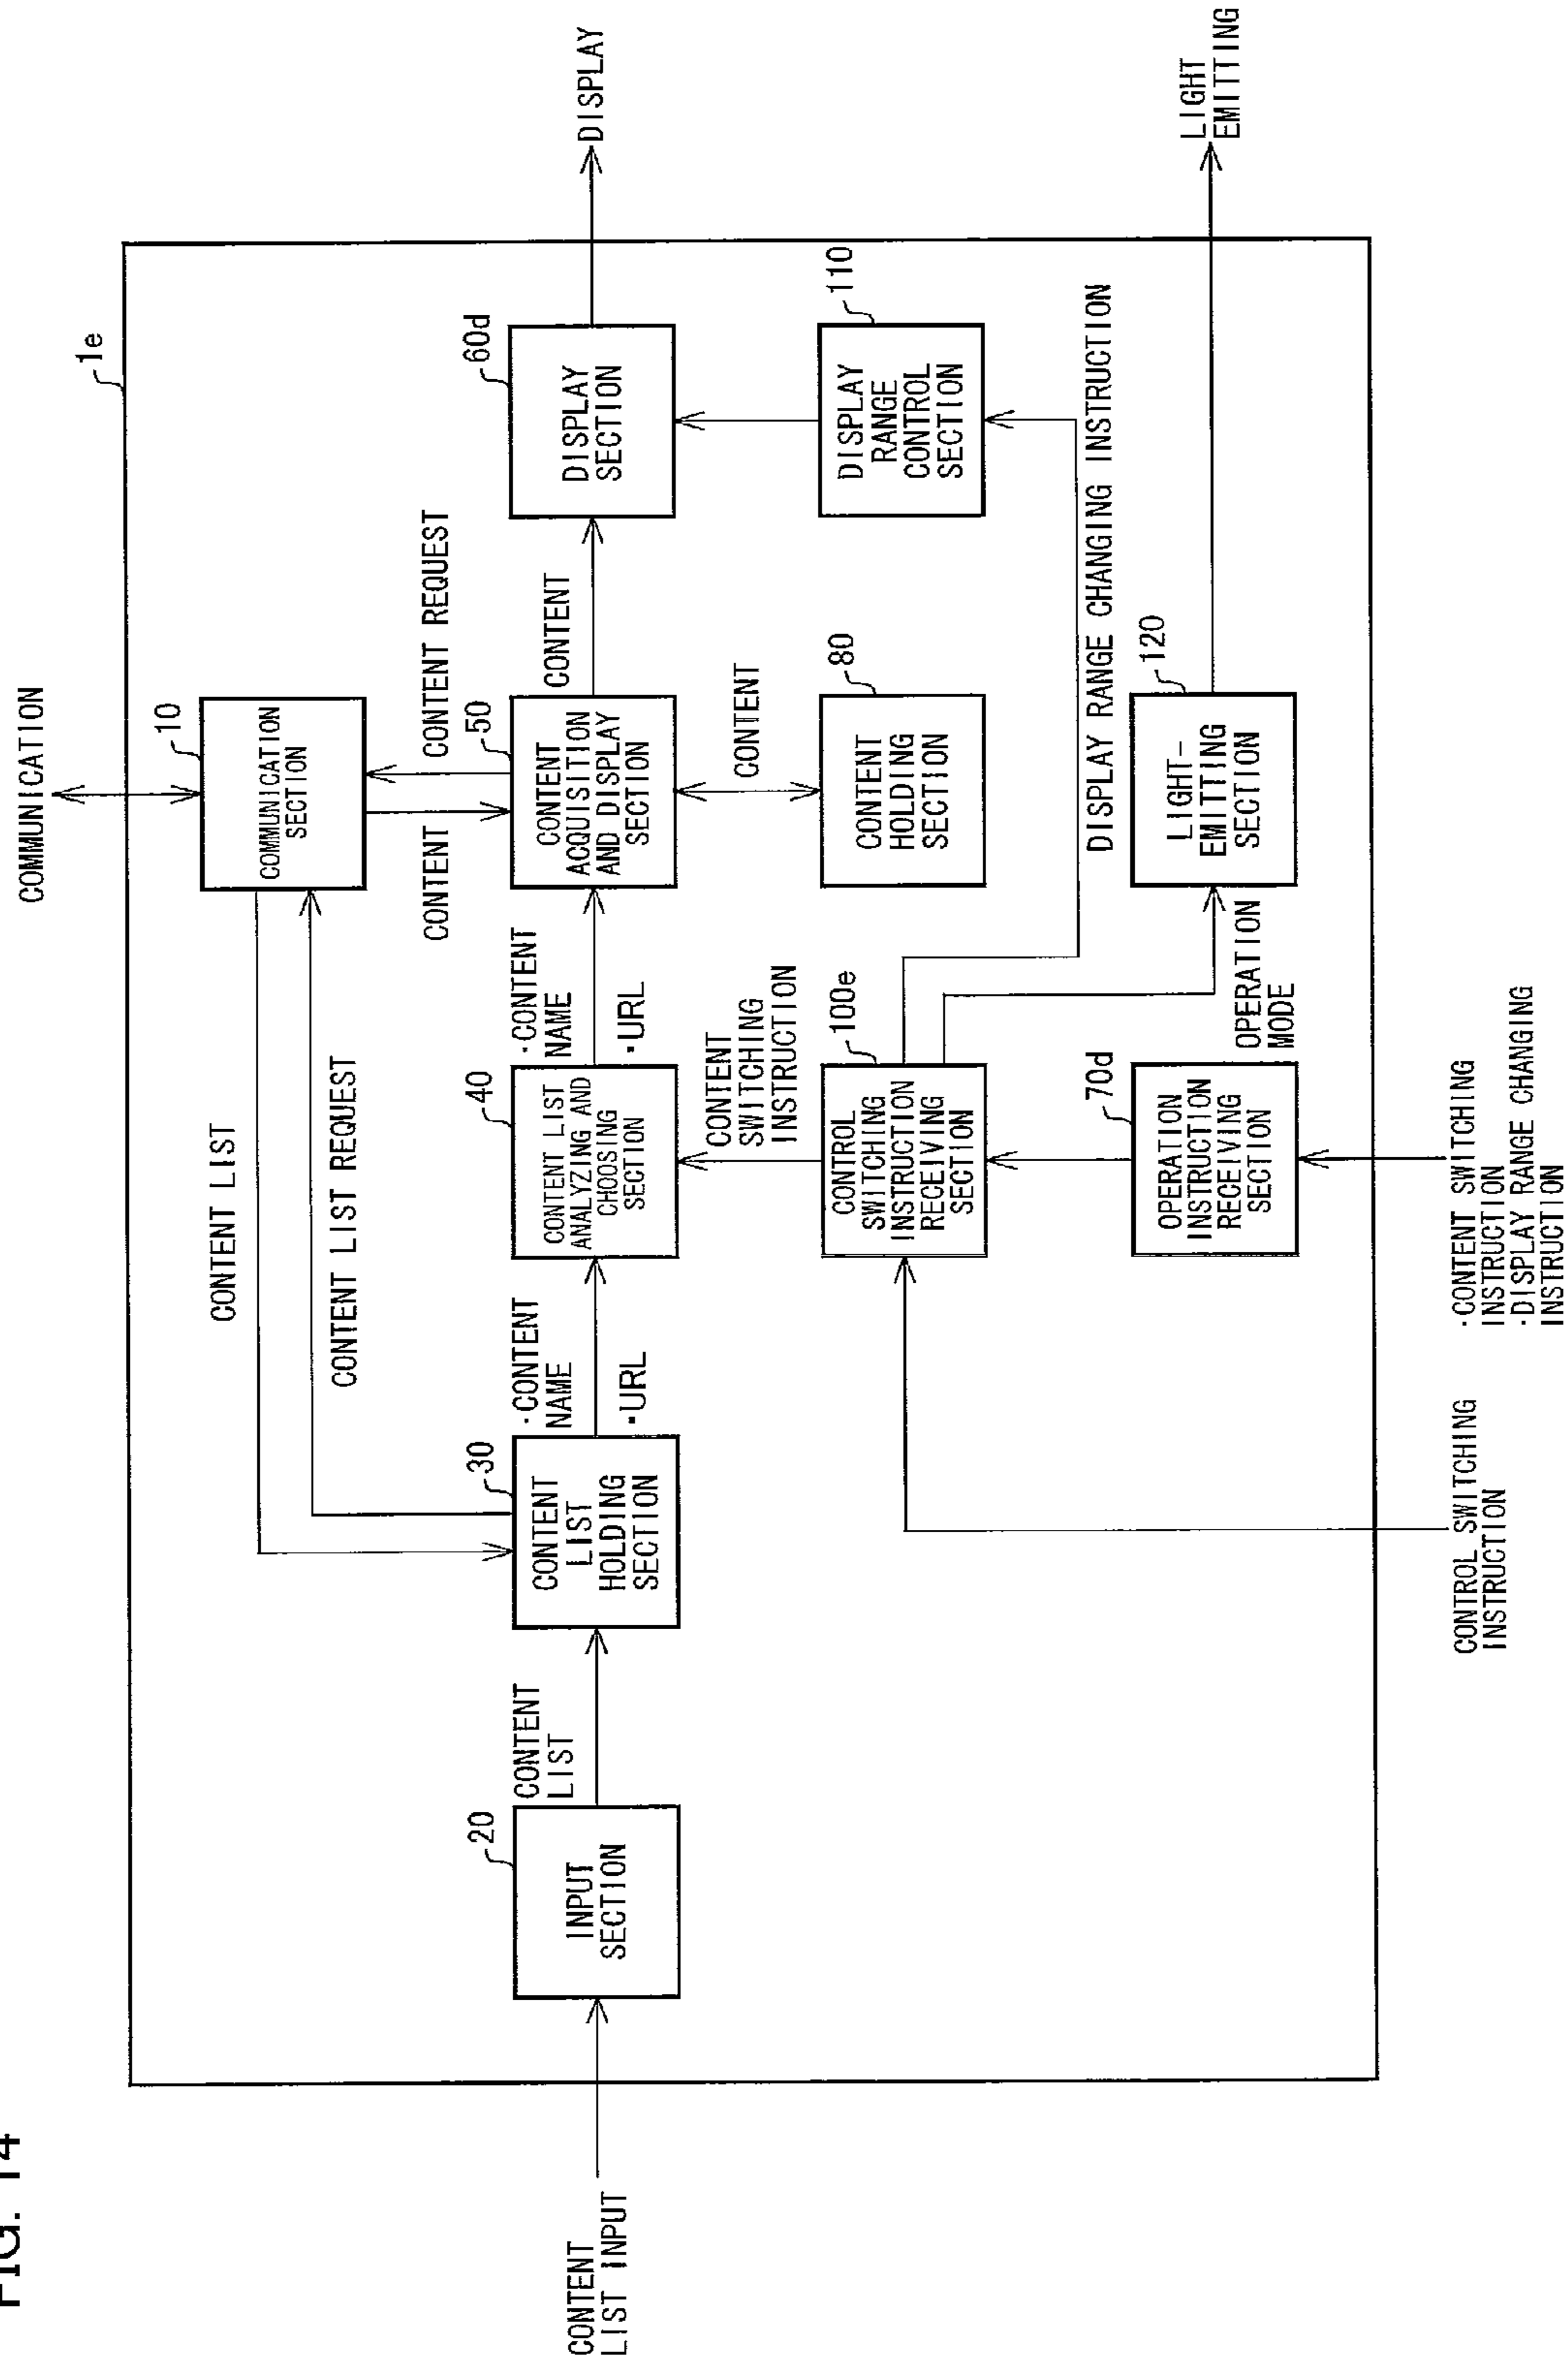 FIG. 14
COMMUNICATION
1e
10
COMMUNICATION
SECTION
CONTENT LIST
CONTENT LIST REQUEST
CONTENT
CONTENT REQUEST
CONTENT
LIST INPUT
20
INPUT
SECTION
CONTENT
LIST
30
CONTENT
LIST
HOLDING
SECTION
·CONTENT
NAME
·URL
40
CONTENT LIST
ANALYZING AND
CHOOSING
SECTION
·CONTENT
NAME
·URL
50
CONTENT
ACQUISITION
AND DISPLAY
SECTION
CONTENT
60d
DISPLAY
SECTION
DISPLAY
CONTENT
SWITCHING
INSTRUCTION
CONTENT
100e
CONTROL
SWITCHING
INSTRUCTION
RECEIVING
SECTION
80
CONTENT
HOLDING
SECTION
110
DISPLAY
RANGE
CONTROL
SECTION
DISPLAY RANGE CHANGING INSTRUCTION
70d
OPERATION
INSTRUCTION
RECEIVING
SECTION
OPERATION
MODE
120
LIGHT-
EMITTING
SECTION
LIGHT
EMITTING
CONTROL SWITCHING
INSTRUCTION
·CONTENT SWITCHING
INSTRUCTION
·DISPLAY RANGE CHANGING
INSTRUCTION